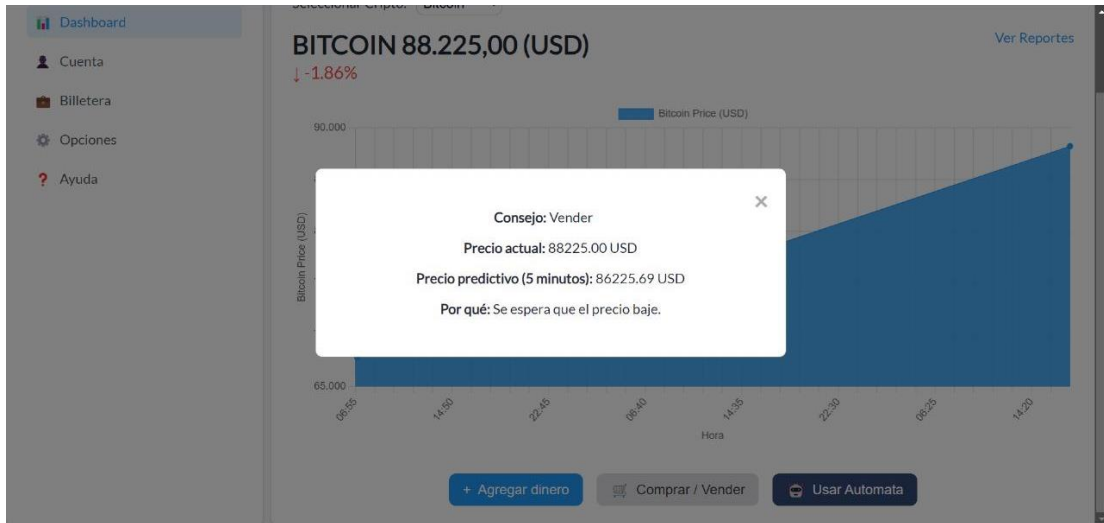 Seleccionar Cripto: Bitcoin
Dashboard
Cuenta
Billetera
Opciones
Ayuda
BITCOIN 88.225,00 (USD)
Ver Reportes
↓ -1.86%
Bitcoin Price (USD)
90,000
Bitcoin Price (USD)
×
Consejo: Vender
Precio actual: 88225.00 USD
Precio predictivo (5 minutos): 86225.69 USD
Por qué: Se espera que el precio baje.
65,000
06:55 14:50 22:45 06:40 14:35 22:30 06:25 14:20
Hora
+ Agregar dinero
Comprar / Vender
Usar Automata